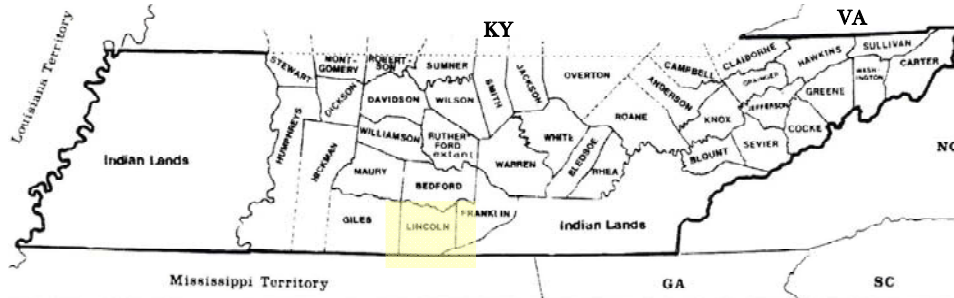 KY
VA
Louisiana Territory
STEWART
MONT-
GOMERY
ROBERT-
SON
SUMNER
SMITH
JACKSON
OVERTON
CAMPBELL
CLAIBORNE
HAWKINS
SULLIVAN
CARTER
WASH-
INGTON
GRAINGER
GREENE
DICKSON
DAVIDSON
WILSON
ANDERSON
JEFFERSON
KNOX
COCKE
ROANE
WHITE
HUMPHREYS
WILLIAMSON
RUTHER-
FORD
extant
BLEDSOE
RHEA
BLOUNT
SEVIER
NC
Indian Lands
HICKMAN
MAURY
BEDFORD
WARREN
GILES
LINCOLN
FRANKLIN
Indian Lands
Mississippi Territory
GA
SC